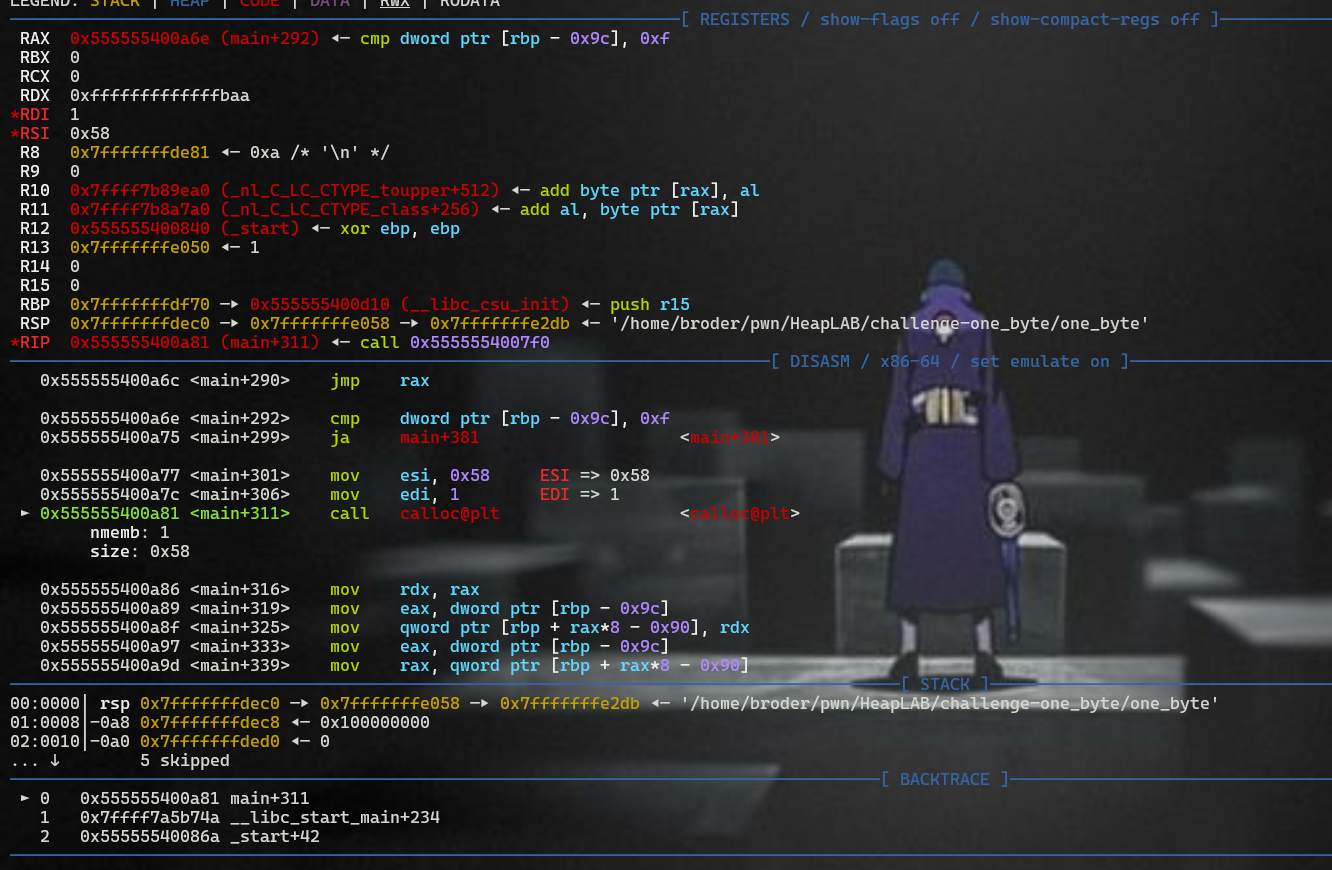 LEGEND: STACK | HEAP | CODE | DATA | RWX | RODATA
[ REGISTERS / show-flags off / show-compact-regs off ]
RAX  0x555555400a6e (main+292) ◂— cmp dword ptr [rbp - 0x9c], 0xf
RBX  0
RCX  0
RDX  0xfffffffffffffbaa
*RDI  1
*RSI  0x58
R8   0x7fffffffde81 ◂— 0xa /* '\n' */
R9   0
R10  0x7ffff7b89ea0 (_nl_C_LC_CTYPE_toupper+512) ◂— add byte ptr [rax], al
R11  0x7ffff7b8a7a0 (_nl_C_LC_CTYPE_class+256) ◂— add al, byte ptr [rax]
R12  0x555555400840 (_start) ◂— xor ebp, ebp
R13  0x7fffffffe050 ◂— 1
R14  0
R15  0
RBP  0x7fffffffdf70 —▸ 0x555555400d10 (__libc_csu_init) ◂— push r15
RSP  0x7fffffffdec0 —▸ 0x7fffffffe058 —▸ 0x7fffffffe2db ◂— '/home/broder/pwn/HeapLAB/challenge-one_byte/one_byte'
*RIP  0x555555400a81 (main+311) ◂— call 0x5555554007f0
[ DISASM / x86-64 / set emulate on ]
0x555555400a6c <main+290>    jmp    rax
0x555555400a6e <main+292>    cmp    dword ptr [rbp - 0x9c], 0xf
0x555555400a75 <main+299>    ja     main+381                    <main+381>
0x555555400a77 <main+301>    mov    esi, 0x58     ESI => 0x58
0x555555400a7c <main+306>    mov    edi, 1        EDI => 1
► 0x555555400a81 <main+311>    call   calloc@plt                  <calloc@plt>
nmemb: 1
size: 0x58
0x555555400a86 <main+316>    mov    rdx, rax
0x555555400a89 <main+319>    mov    eax, dword ptr [rbp - 0x9c]
0x555555400a8f <main+325>    mov    qword ptr [rbp + rax*8 - 0x90], rdx
0x555555400a97 <main+333>    mov    eax, dword ptr [rbp - 0x9c]
0x555555400a9d <main+339>    mov    rax, qword ptr [rbp + rax*8 - 0x90]
[ STACK ]
00:0000│ rsp 0x7fffffffdec0 —▸ 0x7fffffffe058 —▸ 0x7fffffffe2db ◂— '/home/broder/pwn/HeapLAB/challenge-one_byte/one_byte'
01:0008│-0a8 0x7fffffffdec8 ◂— 0x100000000
02:0010│-0a0 0x7fffffffded0 ◂— 0
... ↓        5 skipped
[ BACKTRACE ]
► 0   0x555555400a81 main+311
1   0x7ffff7a5b74a __libc_start_main+234
2   0x55555540086a _start+42